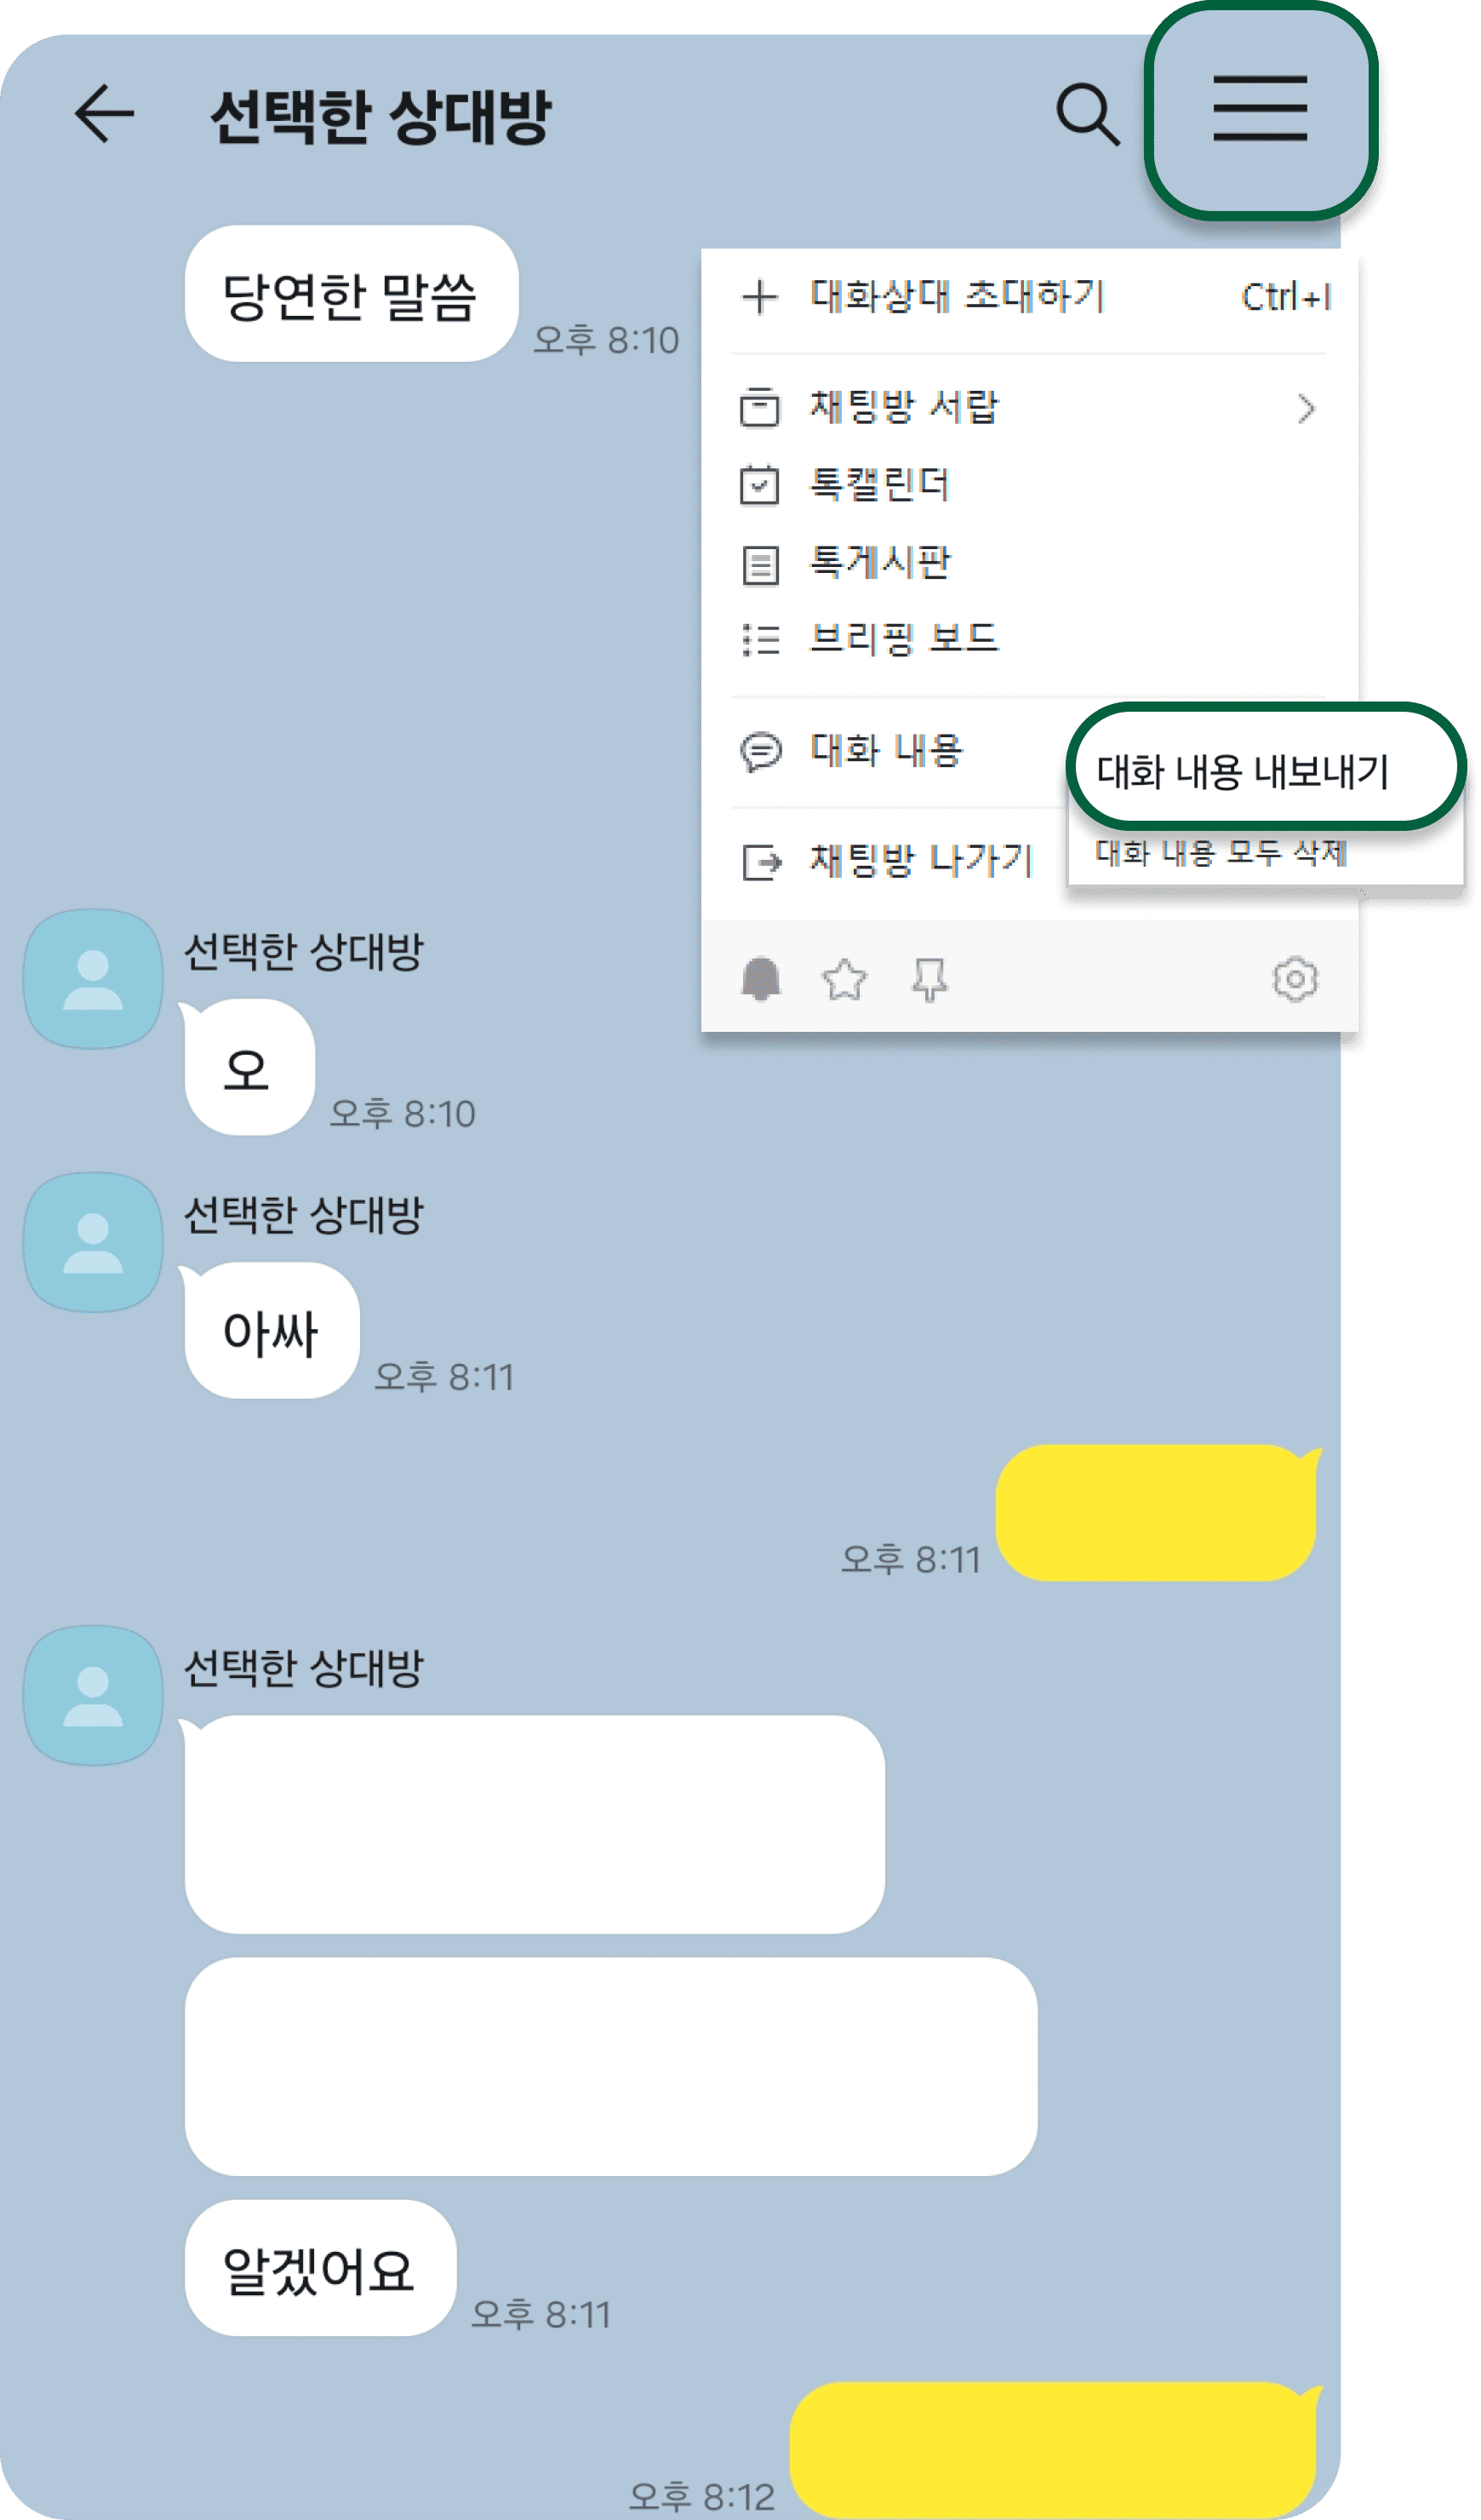 선택한 상대방
당연한 말씀
오후 8:10
대화상대 초대하기 Ctrl+I
채팅방 서랍
톡캘린더
톡게시판
브리핑 보드
대화 내용
대화 내용 내보내기
대화 내용 모두 삭제
채팅방 나가기
선택한 상대방
오
오후 8:10
선택한 상대방
아싸
오후 8:11
오후 8:11
선택한 상대방
알겠어요
오후 8:11
오후 8:12